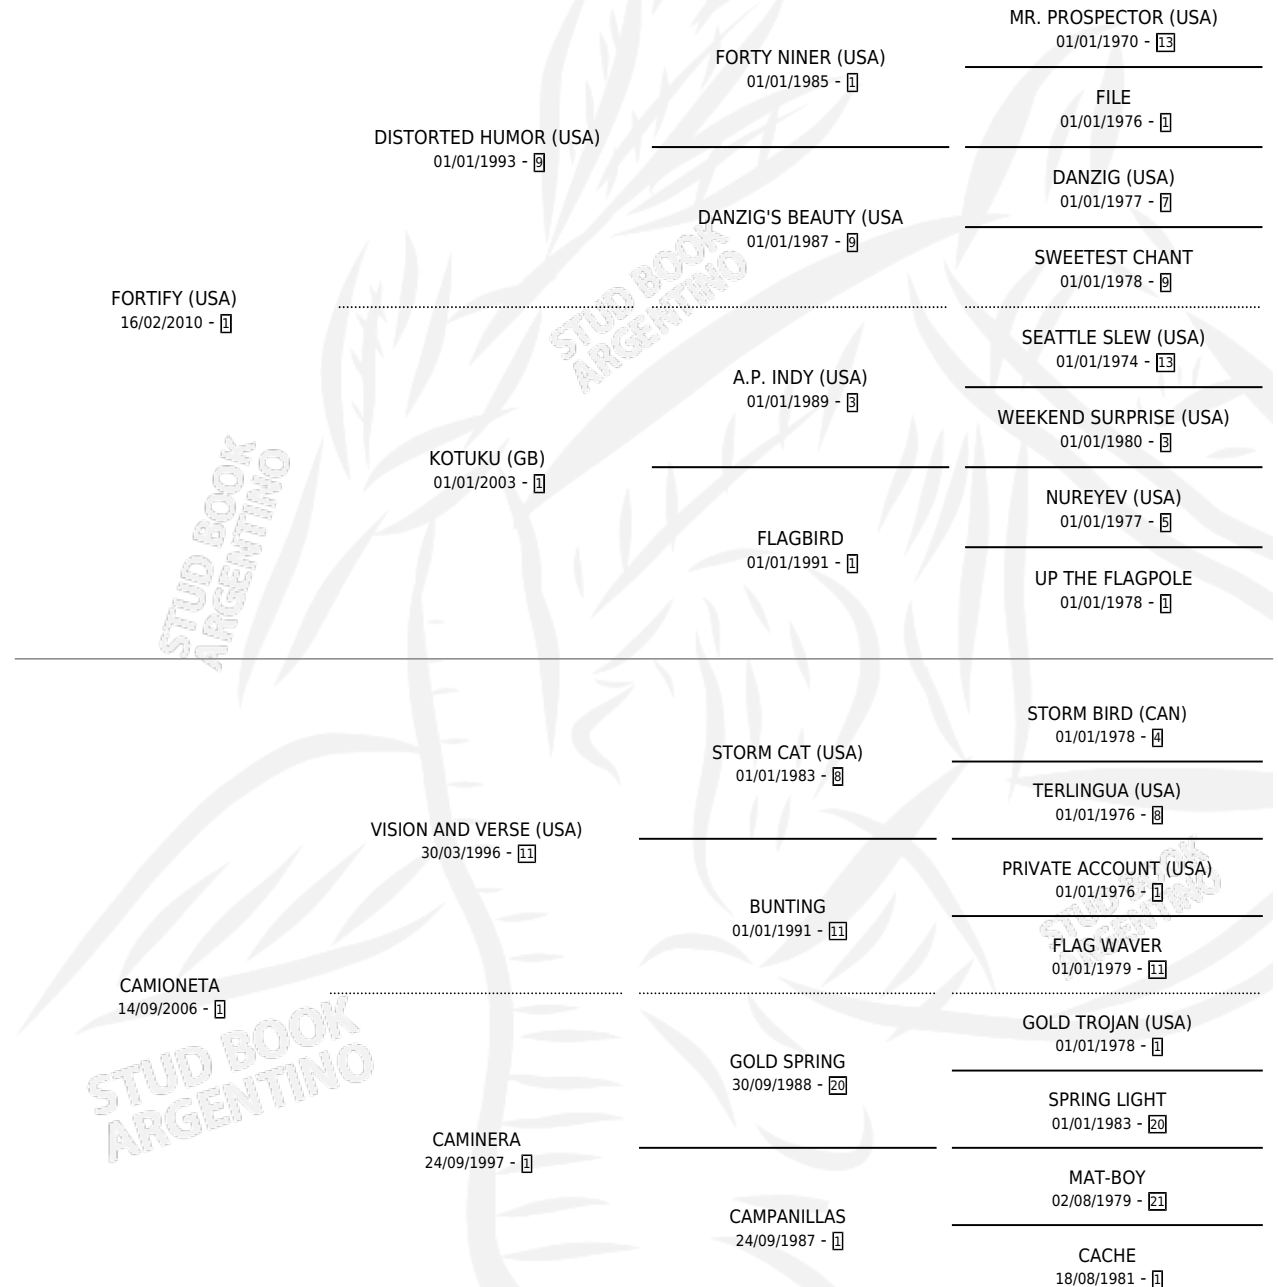 MR. PROSPECTOR (USA)
01/01/1970 - 13
FORTY NINER (USA)
01/01/1985 - 1
FILE
01/01/1976 - 1
DISTORTED HUMOR (USA)
01/01/1993 - 9
DANZIG (USA)
01/01/1977 - 7
DANZIG'S BEAUTY (USA
01/01/1987 - 9
SWEETEST CHANT
01/01/1978 - 9
FORTIFY (USA)
16/02/2010 - 1
STUD BOOK
ARGENTINO
SEATTLE SLEW (USA)
01/01/1974 - 13
A.P. INDY (USA)
01/01/1989 - 3
WEEKEND SURPRISE (USA)
01/01/1980 - 3
KOTUKU (GB)
01/01/2003 - 1
NUREYEV (USA)
01/01/1977 - 5
FLAGBIRD
01/01/1991 - 1
UP THE FLAGPOLE
01/01/1978 - 1
STUD BOOK
ARGENTINO
STORM BIRD (CAN)
01/01/1978 - 4
STORM CAT (USA)
01/01/1983 - 8
TERLINGUA (USA)
01/01/1976 - 8
VISION AND VERSE (USA)
30/03/1996 - 11
PRIVATE ACCOUNT (USA)
01/01/1976 - 1
BUNTING
01/01/1991 - 11
STUD BOOK
ARGENTINO
FLAG WAVER
01/01/1979 - 11
CAMIONETA
14/09/2006 - 1
STUD BOOK
ARGENTINO
GOLD TROJAN (USA)
01/01/1978 - 1
GOLD SPRING
30/09/1988 - 20
SPRING LIGHT
01/01/1983 - 20
CAMINERA
24/09/1997 - 1
MAT-BOY
02/08/1979 - 21
CAMPANILLAS
24/09/1987 - 1
CACHE
18/08/1981 - 1